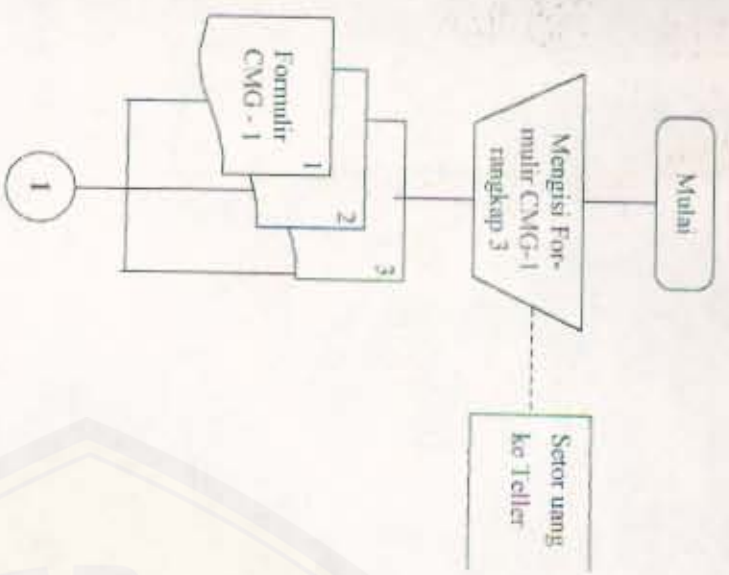 Mulai
Mengisi For-
mulir CMG-1
rangkap 3
Setor uang
ke Teller
Formulir
CMG - 1
1
2
3
1